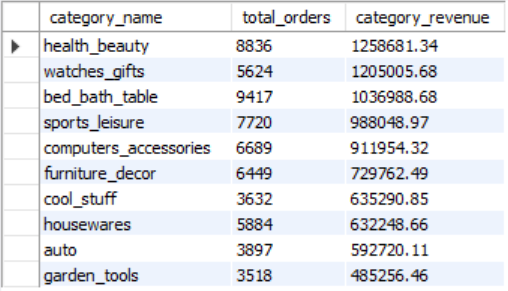 category_name total_orders category_revenue
health_beauty 8836 1258681.34
watches_gifts 5624 1205005.68
bed_bath_table 9417 1036988.68
sports_leisure 7720 988048.97
computers_accessories 6689 911954.32
furniture_decor 6449 729762.49
cool_stuff 3632 635290.85
housewares 5884 632248.66
auto 3897 592720.11
garden_tools 3518 485256.46